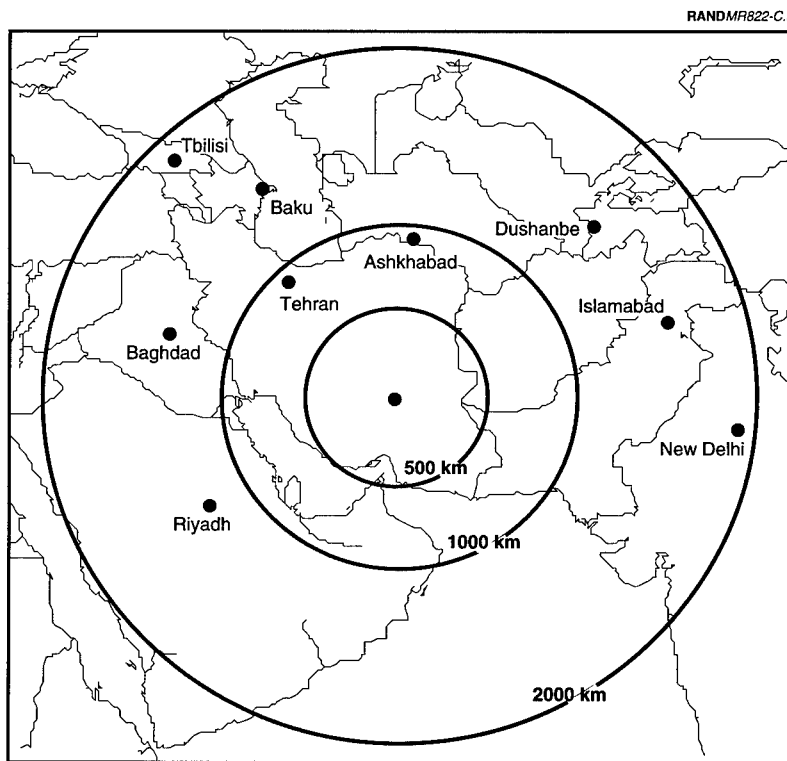 RANDMR822-C.
Tbilisi
Baku
Dushanbe
Ashkhabad
Tehran
Islamabad
Baghdad
New Delhi
500 km
Riyadh
1000 km
2000 km